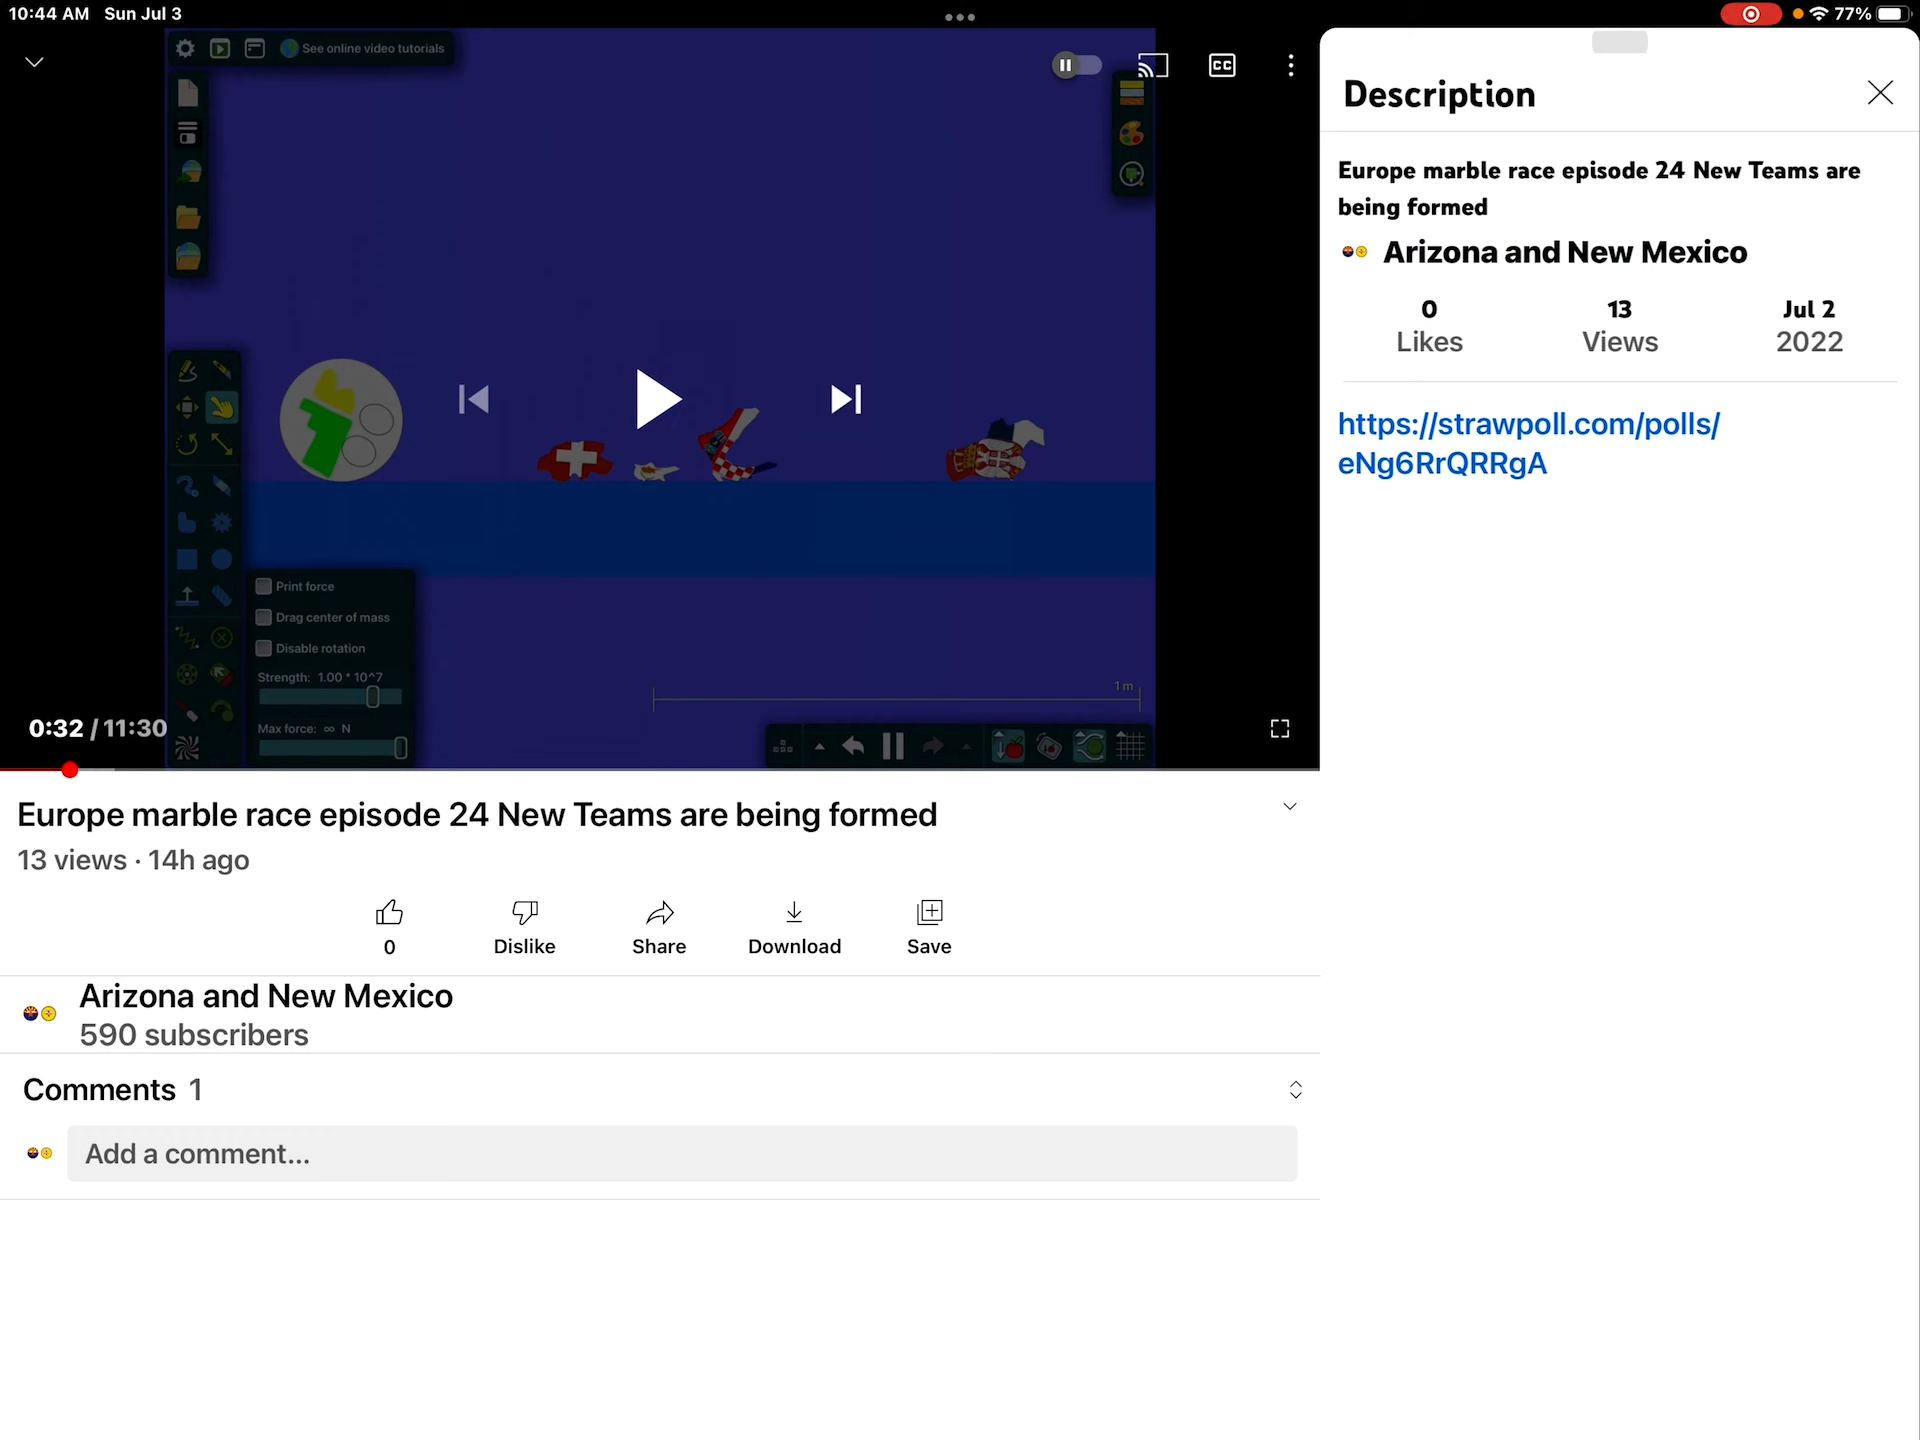 10:44 AM Sun Jul 3
77%
See online video tutorials
CC
Print force
Drag center of mass
Disable rotation
Strength: 1.00 * 10^7
Max force: ∞ N
1 m
0:32 / 11:30
Europe marble race episode 24 New Teams are being formed
13 views · 14h ago
0
Dislike
Share
Download
Save
Arizona and New Mexico
590 subscribers
Comments 1
Add a comment...
Description
Europe marble race episode 24 New Teams are
being formed
Arizona and New Mexico
0
13
Jul 2
Likes
Views
2022
https://strawpoll.com/polls/
eNg6RrQRRgA